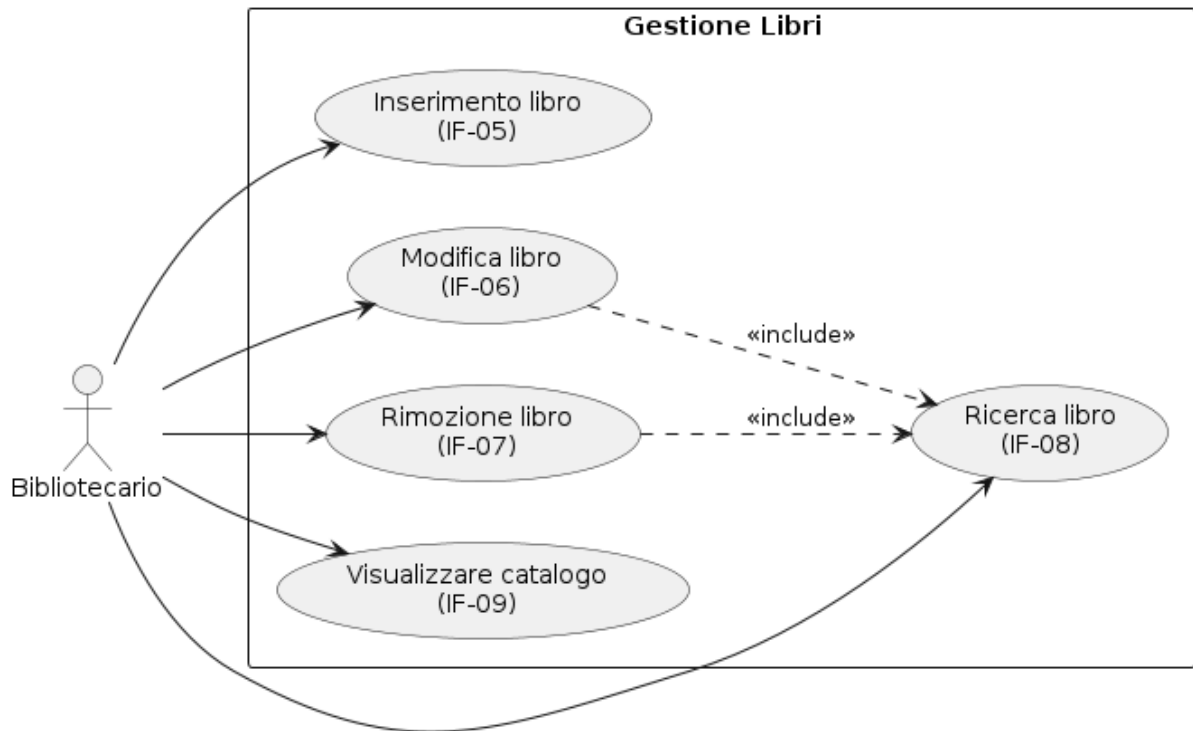 Gestione Libri
Inserimento libro
(IF-05)
Modifica libro
(IF-06)
«include»
Rimozione libro
(IF-07)
«include»
Ricerca libro
(IF-08)
Bibliotecario
Visualizzare catalogo
(IF-09)